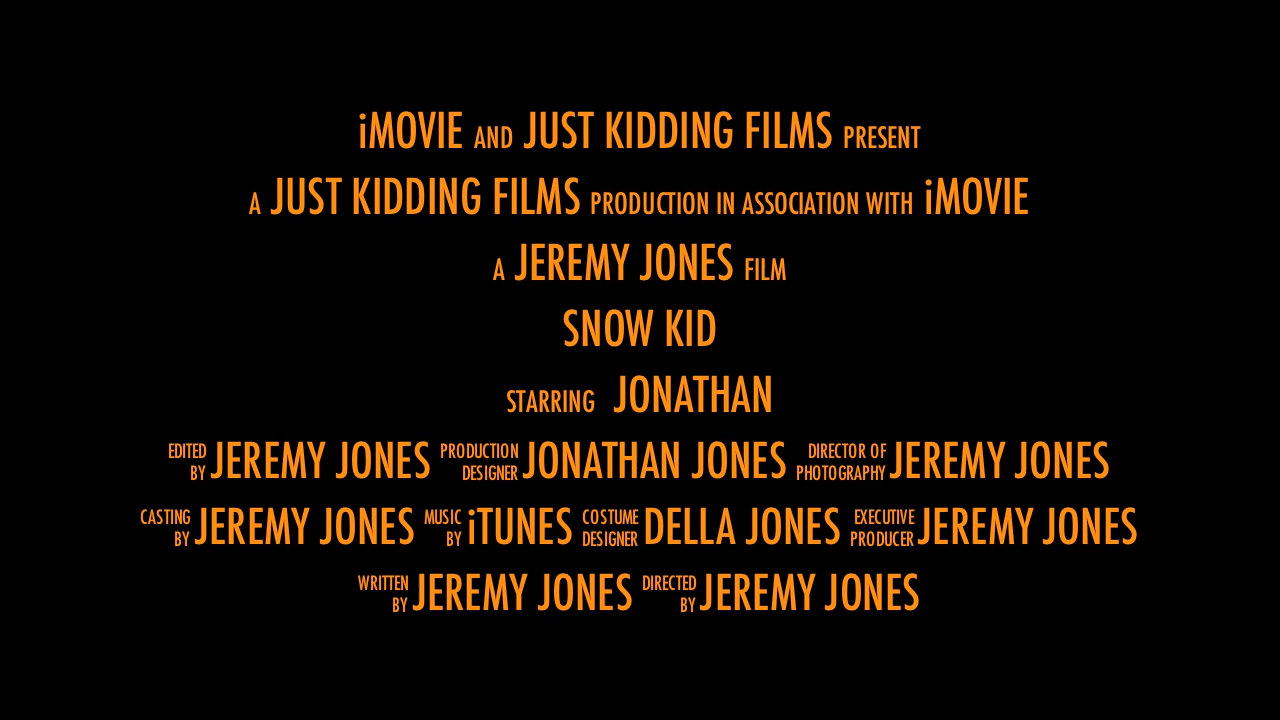 iMOVIE AND JUST KIDDING FILMS PRESENT
A JUST KIDDING FILMS PRODUCTION IN ASSOCIATION WITH iMOVIE
A JEREMY JONES FILM
SNOW KID
STARRING JONATHAN
EDITED BY JEREMY JONES PRODUCTION DESIGNER JONATHAN JONES DIRECTOR OF PHOTOGRAPHY JEREMY JONES
CASTING BY JEREMY JONES MUSIC BY iTUNES COSTUME DESIGNER DELLA JONES EXECUTIVE PRODUCER JEREMY JONES
WRITTEN BY JEREMY JONES DIRECTED BY JEREMY JONES